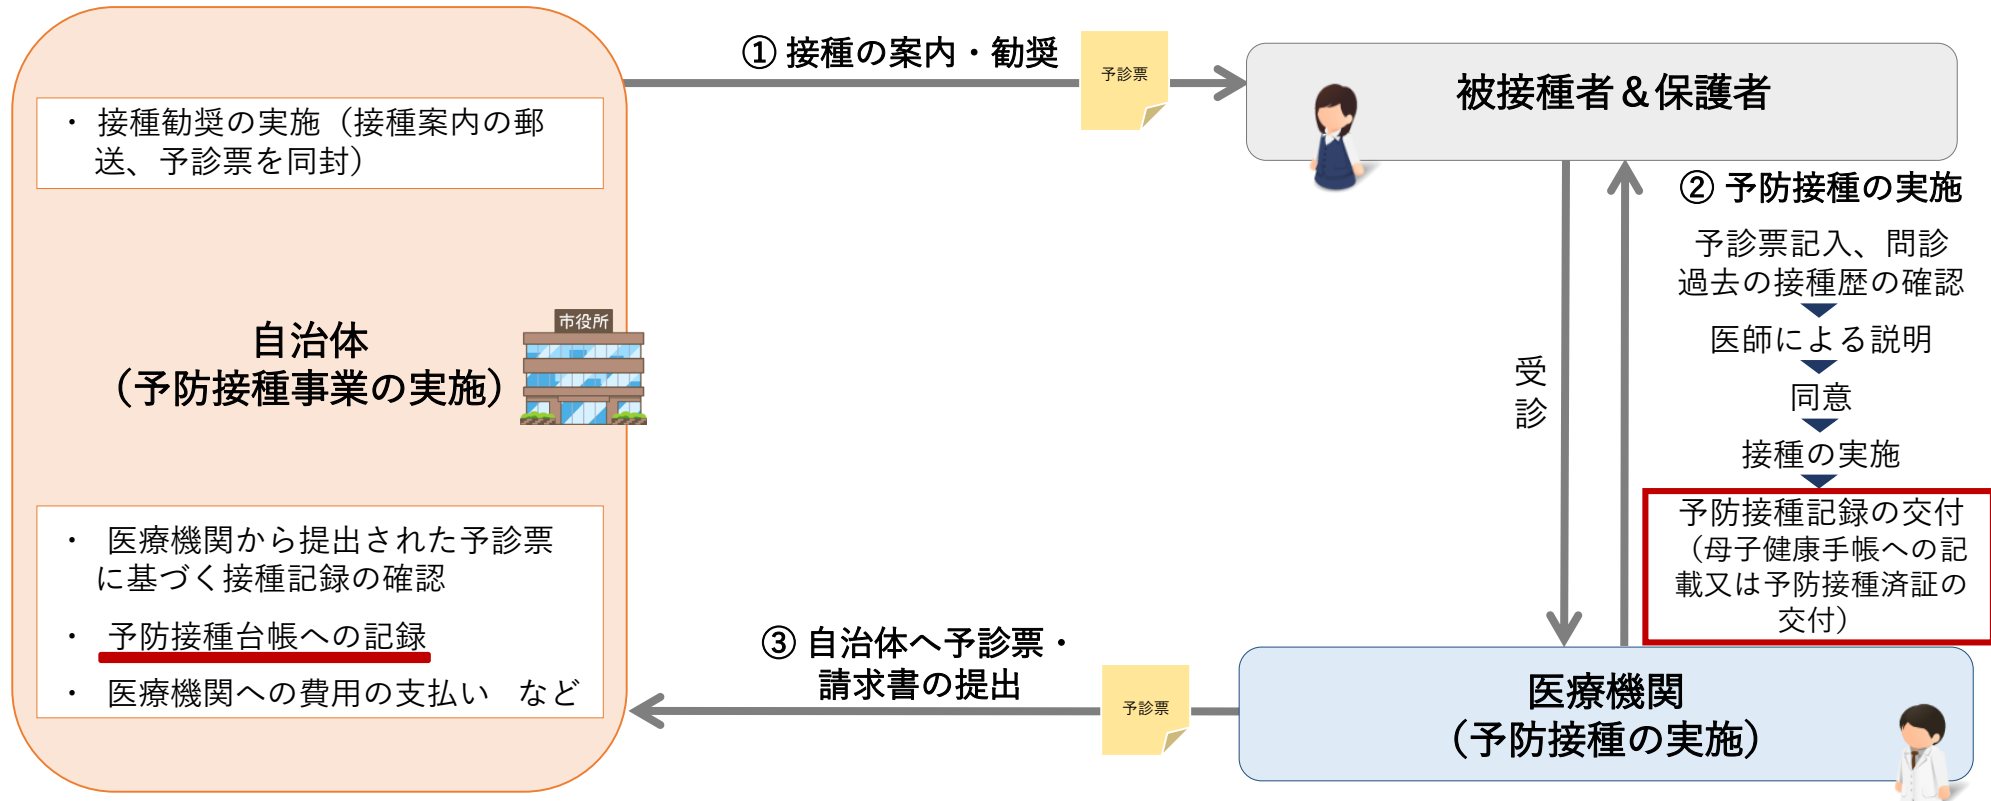 ① 接種の案内・勧奨
予診票
被接種者＆保護者
・ 接種勧奨の実施（接種案内の郵
送、予診票を同封）
市役所
自治体
（予防接種事業の実施）
② 予防接種の実施
予診票記入、問診
過去の接種歴の確認
医師による説明
同意
接種の実施
予防接種記録の交付
（母子健康手帳への記
載又は予防接種済証の
交付）
受診
・ 医療機関から提出された予診票
に基づく接種記録の確認
・ 予防接種台帳への記録
・ 医療機関への費用の支払い　など
③ 自治体へ予診票・
請求書の提出
予診票
医療機関
（予防接種の実施）